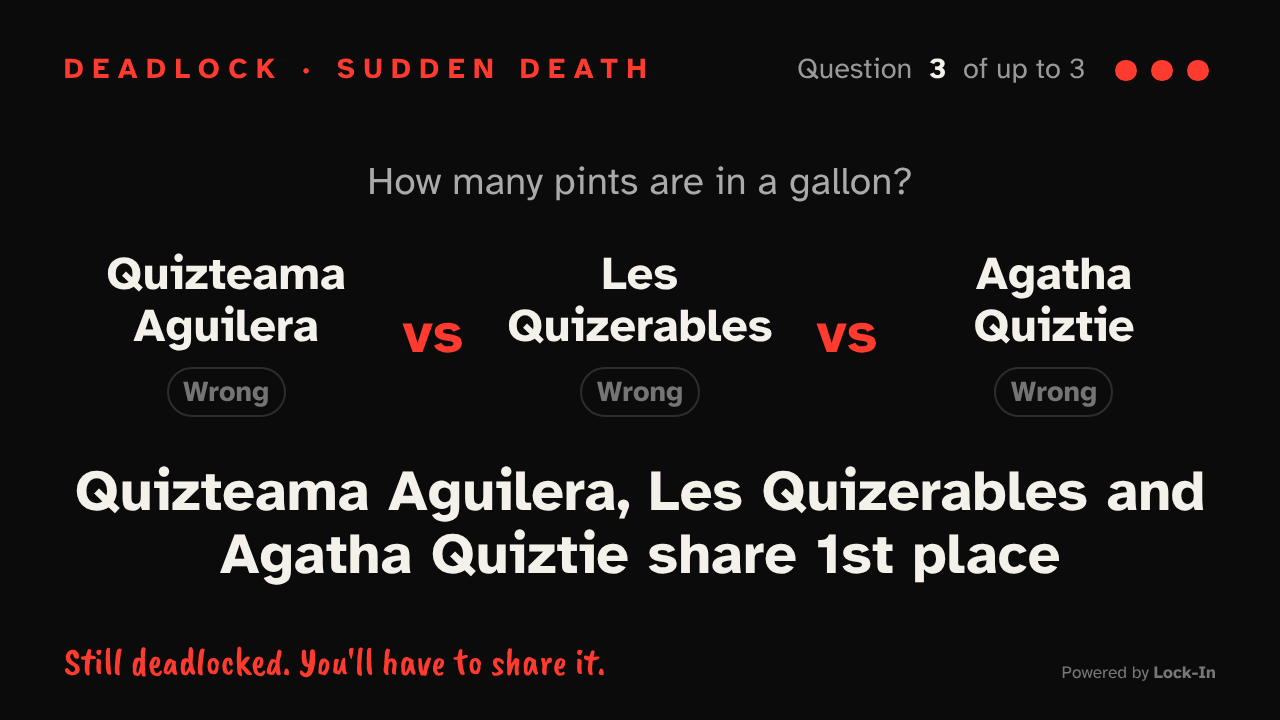 DEADLOCK · SUDDEN DEATH
Question 3 of up to 3
How many pints are in a gallon?
Quizteama
Aguilera
Wrong
vs
Les
Quizerables
Wrong
vs
Agatha
Quiztie
Wrong
Quizteama Aguilera, Les Quizerables and
Agatha Quiztie share 1st place
Still deadlocked. You'll have to share it.
Powered by Lock-In